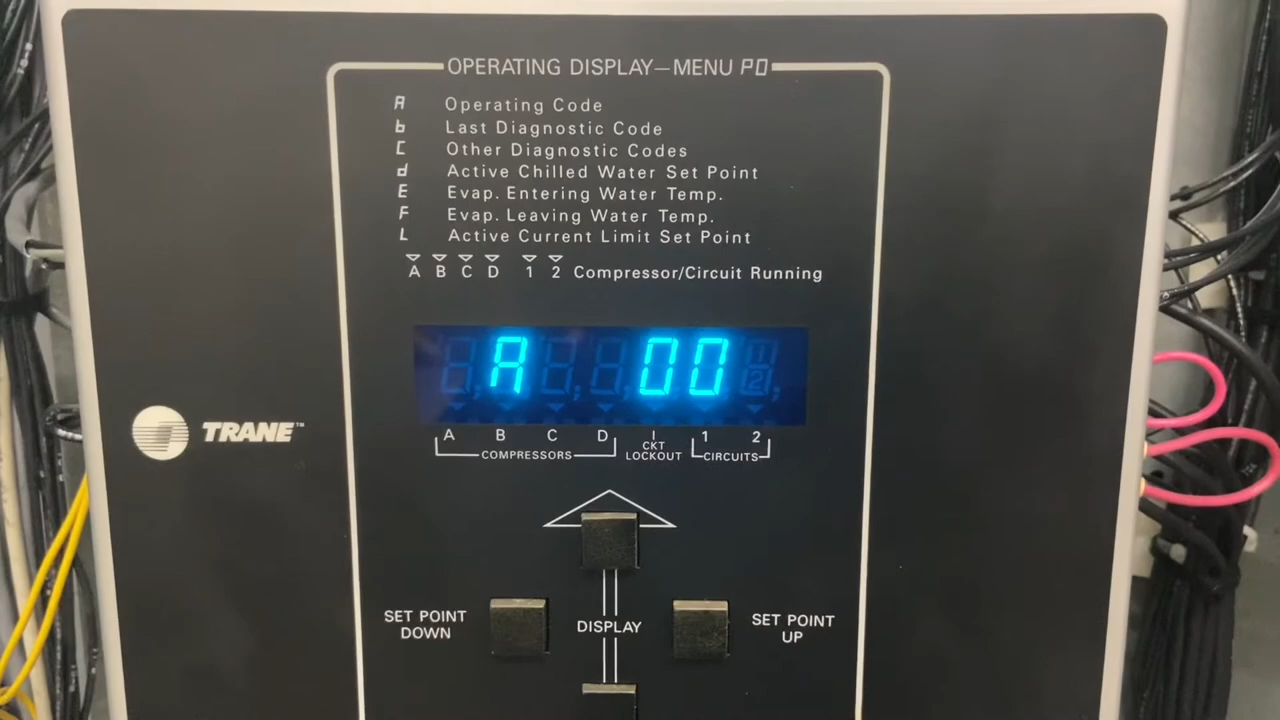 OPERATING DISPLAY—MENU P0
A Operating Code
b Last Diagnostic Code
C Other Diagnostic Codes
d Active Chilled Water Set Point
E Evap. Entering Water Temp.
F Evap. Leaving Water Temp.
L Active Current Limit Set Point
A B C D 1 2 Compressor/Circuit Running
A 00
A B C D 1 2
COMPRESSORS
CKT LOCKOUT
CIRCUITS
TRANE™
SET POINT DOWN
DISPLAY
SET POINT UP